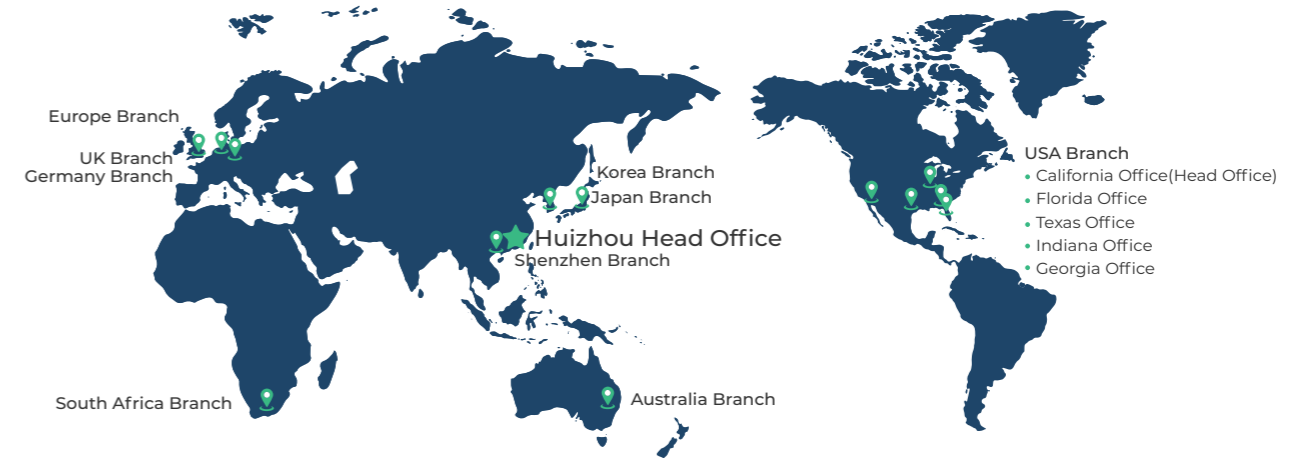 Europe Branch
UK Branch
Germany Branch
Korea Branch
Japan Branch
Huizhou Head Office
Shenzhen Branch
South Africa Branch
Australia Branch
USA Branch
California Office(Head Office)
Florida Office
Texas Office
Indiana Office
Georgia Office